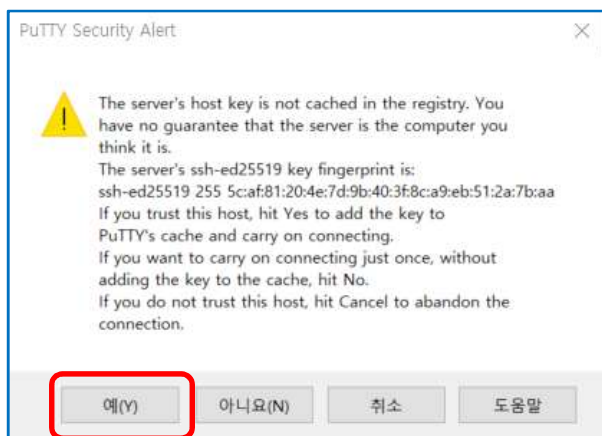 PuTTY Security Alert
The server's host key is not cached in the registry. You
have no guarantee that the server is the computer you
think it is.
The server's ssh-ed25519 key fingerprint is:
ssh-ed25519 255 5c:af:81:20:4e:7d:9b:40:3f:8c:a9:eb:51:2a:7b:aa
If you trust this host, hit Yes to add the key to
PuTTY's cache and carry on connecting.
If you want to carry on connecting just once, without
adding the key to the cache, hit No.
If you do not trust this host, hit Cancel to abandon the
connection.
예(Y) 아니요(N) 취소 도움말